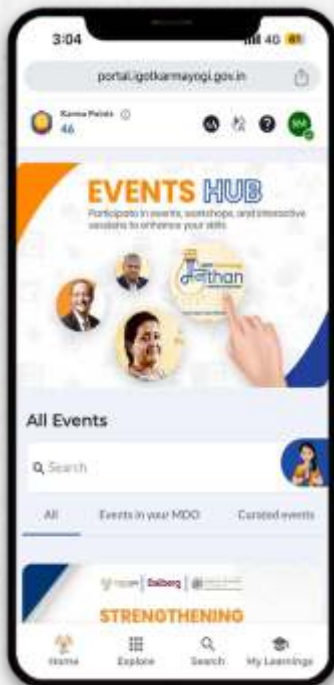 3:04
4G
portal.igotkarmayogi.gov.in
Karma Points
46
EVENTS HUB
Participate in events, workshops, and interactive
sessions to enhance your skills
मंथन
All Events
Search
All Events in your MDO Curated events
Dalberg
STRENGTHENING
Home Explore Search My Learnings